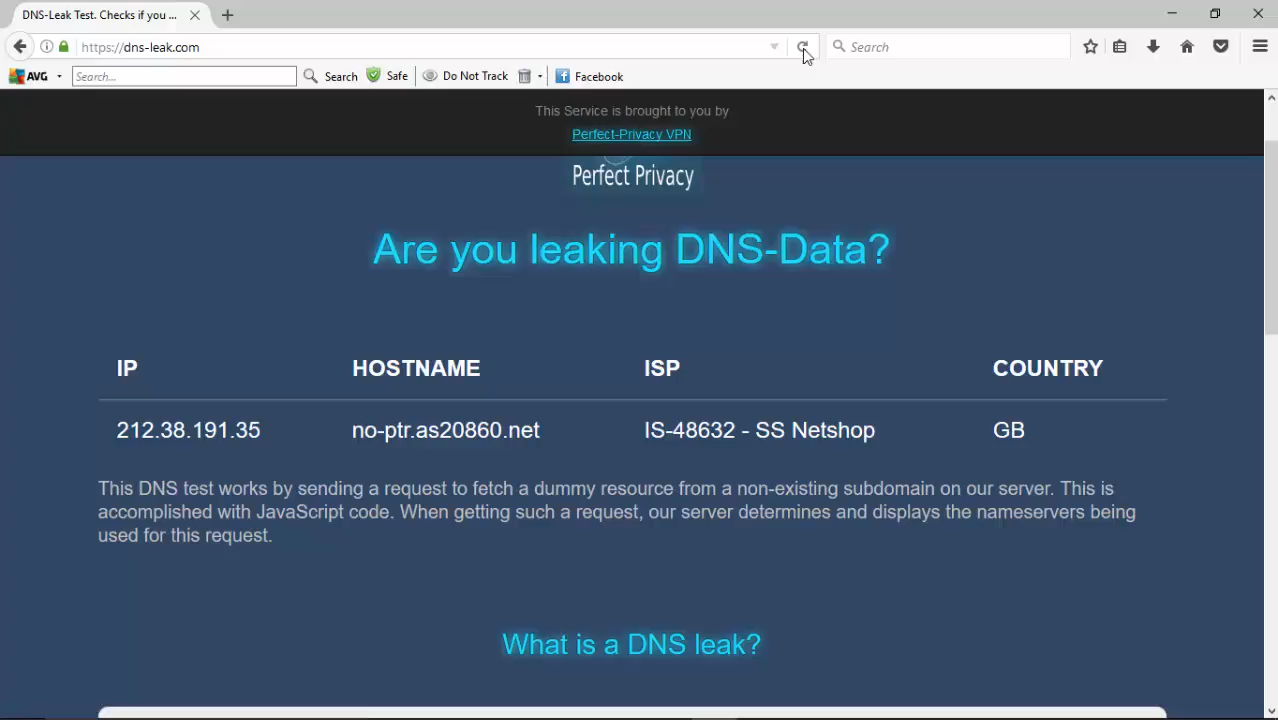 DNS-Leak Test. Checks if you ...
https://dns-leak.com
Search
AVG
Search...
Search
Safe
Do Not Track
Facebook
This Service is brought to you by
Perfect-Privacy VPN
Perfect Privacy
Are you leaking DNS-Data?
IP HOSTNAME ISP COUNTRY
212.38.191.35 no-ptr.as20860.net IS-48632 - SS Netshop GB
This DNS test works by sending a request to fetch a dummy resource from a non-existing subdomain on our server. This is
accomplished with JavaScript code. When getting such a request, our server determines and displays the nameservers being
used for this request.
What is a DNS leak?